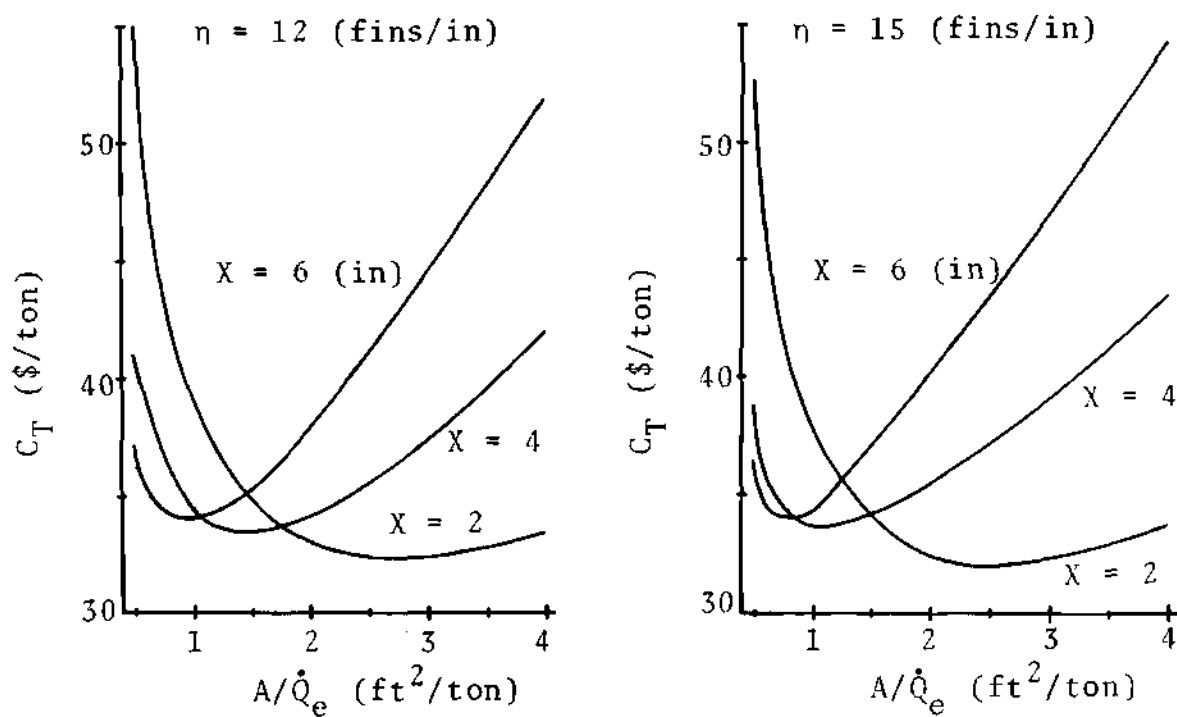 η = 12 (fins/in)
50
40
30
C_T ($/ton)
X = 6 (in)
X = 4
X = 2
1 2 3 4
A/Q̇_e (ft²/ton)
η = 15 (fins/in)
50
40
30
C_T ($/ton)
X = 6 (in)
X = 4
X = 2
1 2 3 4
A/Q̇_e (ft²/ton)